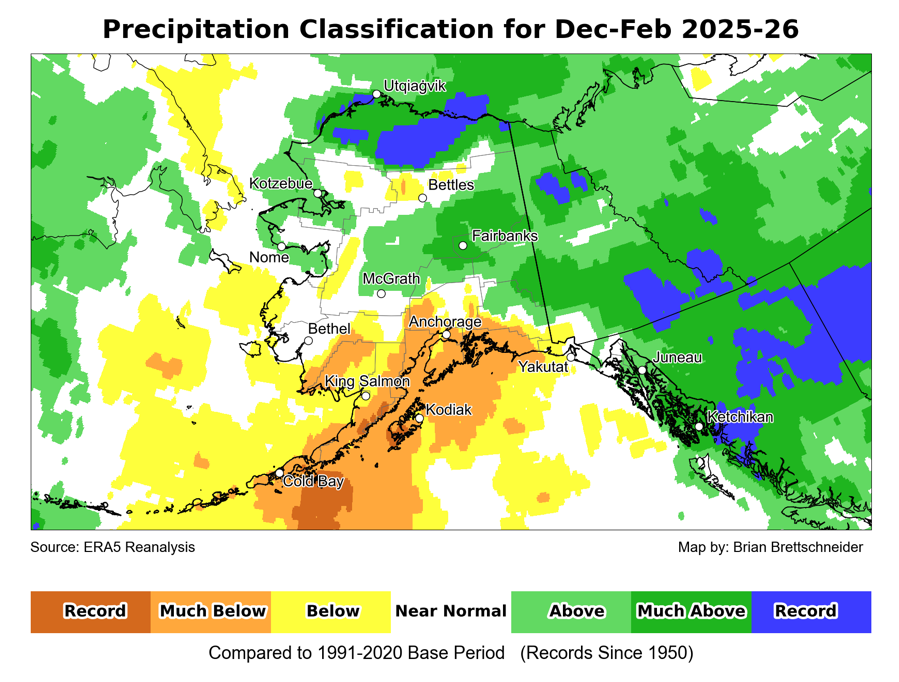 Precipitation Classification for Dec-Feb 2025-26
Utqiaġvik
Kotzebue
Bettles
Fairbanks
Nome
McGrath
Bethel
Anchorage
Yakutat
Juneau
King Salmon
Kodiak
Ketchikan
Cold Bay
Source: ERA5 Reanalysis
Map by: Brian Brettschneider
Record Much Below Below Near Normal Above Much Above Record
Compared to 1991-2020 Base Period (Records Since 1950)